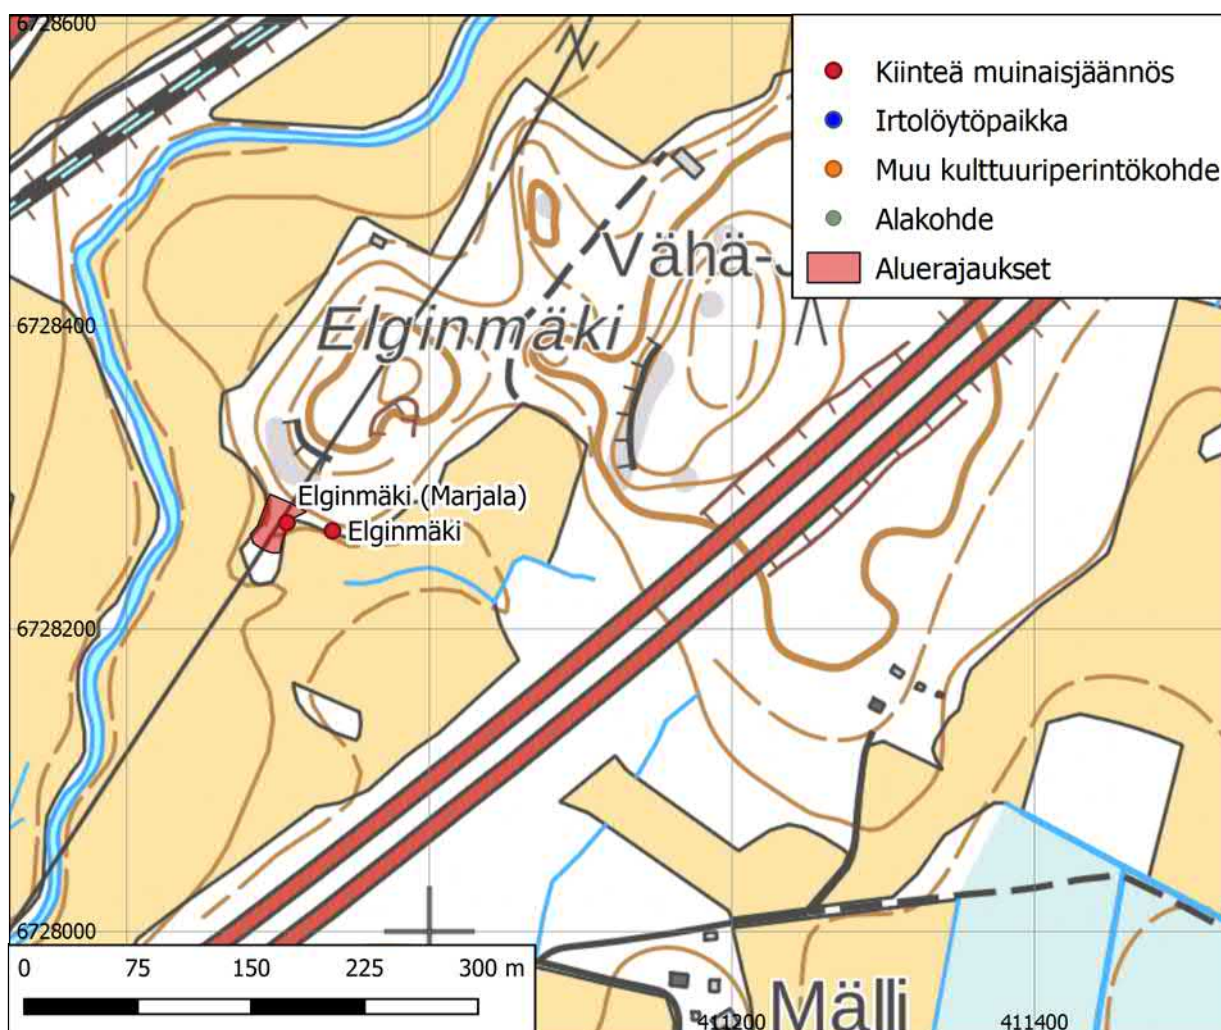 6728600
Kiinteä muinaisjäännös
Irtolöytöpaikka
Muu kulttuuriperintökohde
Alakohde
Aluerajaukset
Vähä-J
6728400
Elginmäki
Elginmäki (Marjala)
Elginmäki
6728200
6728000
0 75 150 225 300 m
Mälli
411200
411400